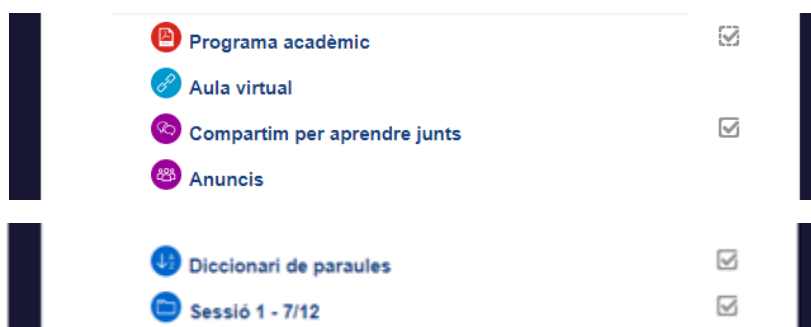 Programa acadèmic
Aula virtual
Compartim per aprendre junts
Anuncis
Diccionari de paraules
Sessió 1 - 7/12